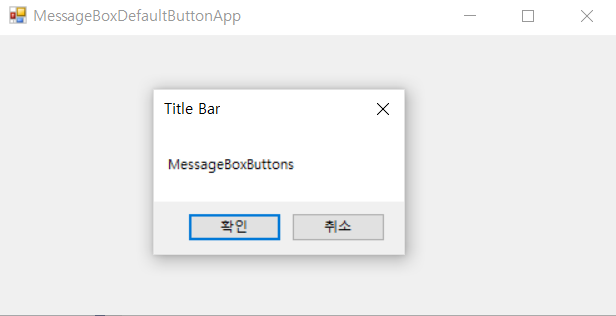 MessageBoxDefaultButtonApp
Title Bar
MessageBoxButtons
확인 취소